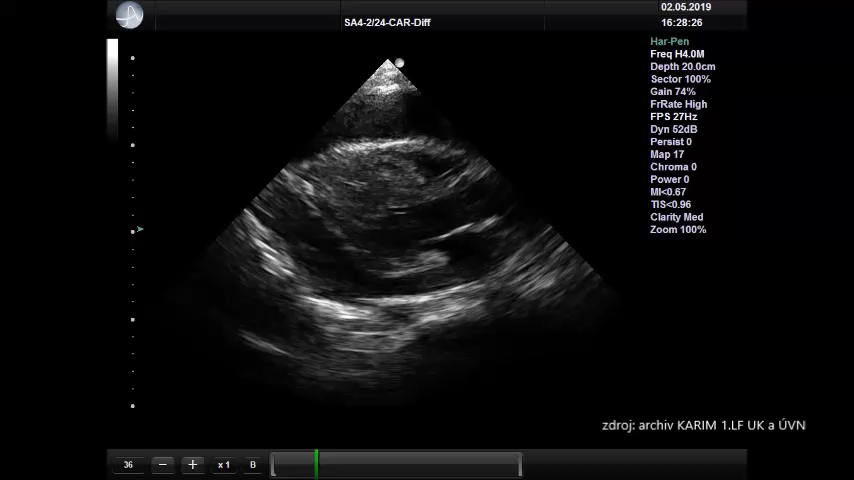 02.05.2019
SA4-2/24-CAR-Diff
16:28:26
Har-Pen
Freq H4.0M
Depth 20.0cm
Sector 100%
Gain 74%
FrRate High
FPS 27Hz
Dyn 52dB
Persist 0
Map 17
Chroma 0
Power 0
MI<0.67
TIS<0.96
Clarity Med
Zoom 100%
zdroj: archiv KARIM 1.LF UK a ÚVN
36 − + x 1 B